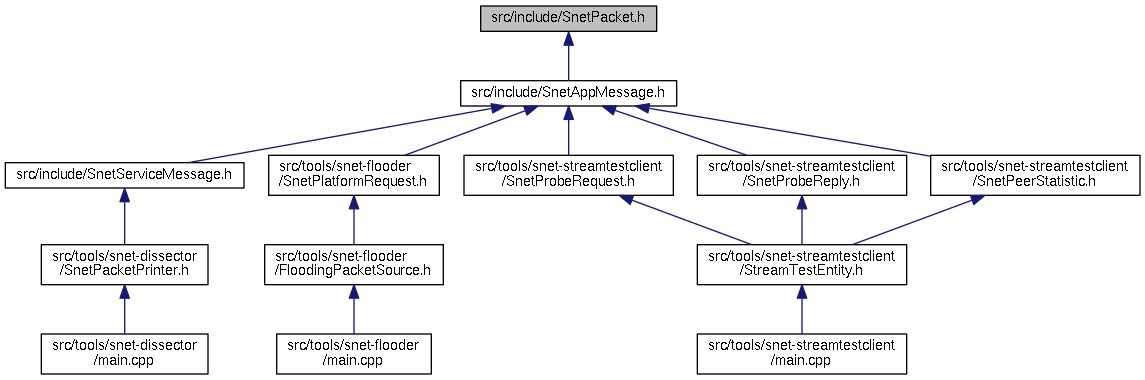 src/include/SnetPacket.h
src/include/SnetAppMessage.h
src/include/SnetServiceMessage.h
src/tools/snet-flooder
/SnetPlatformRequest.h
src/tools/snet-streamtestclient
/SnetProbeRequest.h
src/tools/snet-streamtestclient
/SnetProbeReply.h
src/tools/snet-streamtestclient
/SnetPeerStatistic.h
src/tools/snet-dissector
/SnetPacketPrinter.h
src/tools/snet-flooder
/FloodingPacketSource.h
src/tools/snet-streamtestclient
/StreamTestEntity.h
src/tools/snet-dissector
/main.cpp
src/tools/snet-flooder
/main.cpp
src/tools/snet-streamtestclient
/main.cpp